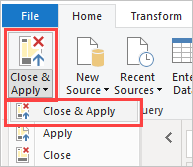 File Home Transform
Close &
Apply
New
Source
Recent
Sources
Close & Apply
Apply
Close